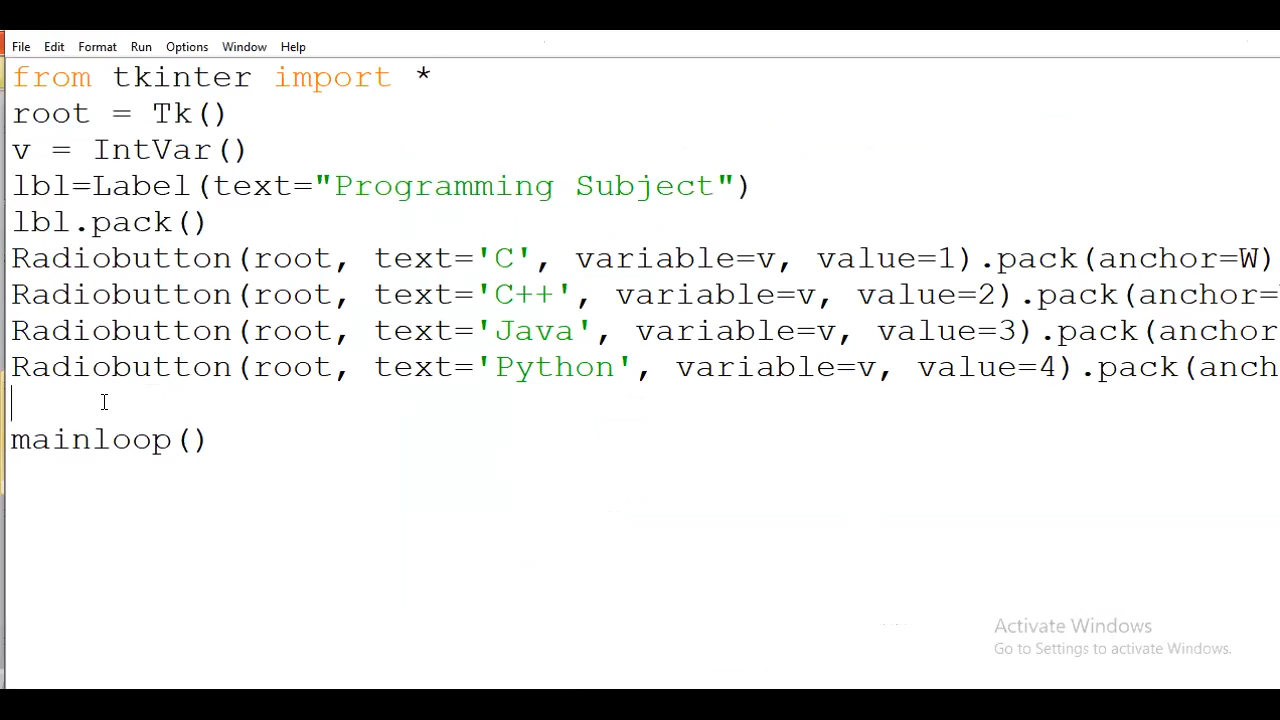 File Edit Format Run Options Window Help
from tkinter import *
root = Tk()
v = IntVar()
lbl=Label(text="Programming Subject")
lbl.pack()
Radiobutton(root, text='C', variable=v, value=1).pack(anchor=W)
Radiobutton(root, text='C++', variable=v, value=2).pack(anchor=
Radiobutton(root, text='Java', variable=v, value=3).pack(anchor
Radiobutton(root, text='Python', variable=v, value=4).pack(anch
mainloop()
Activate Windows
Go to Settings to activate Windows.